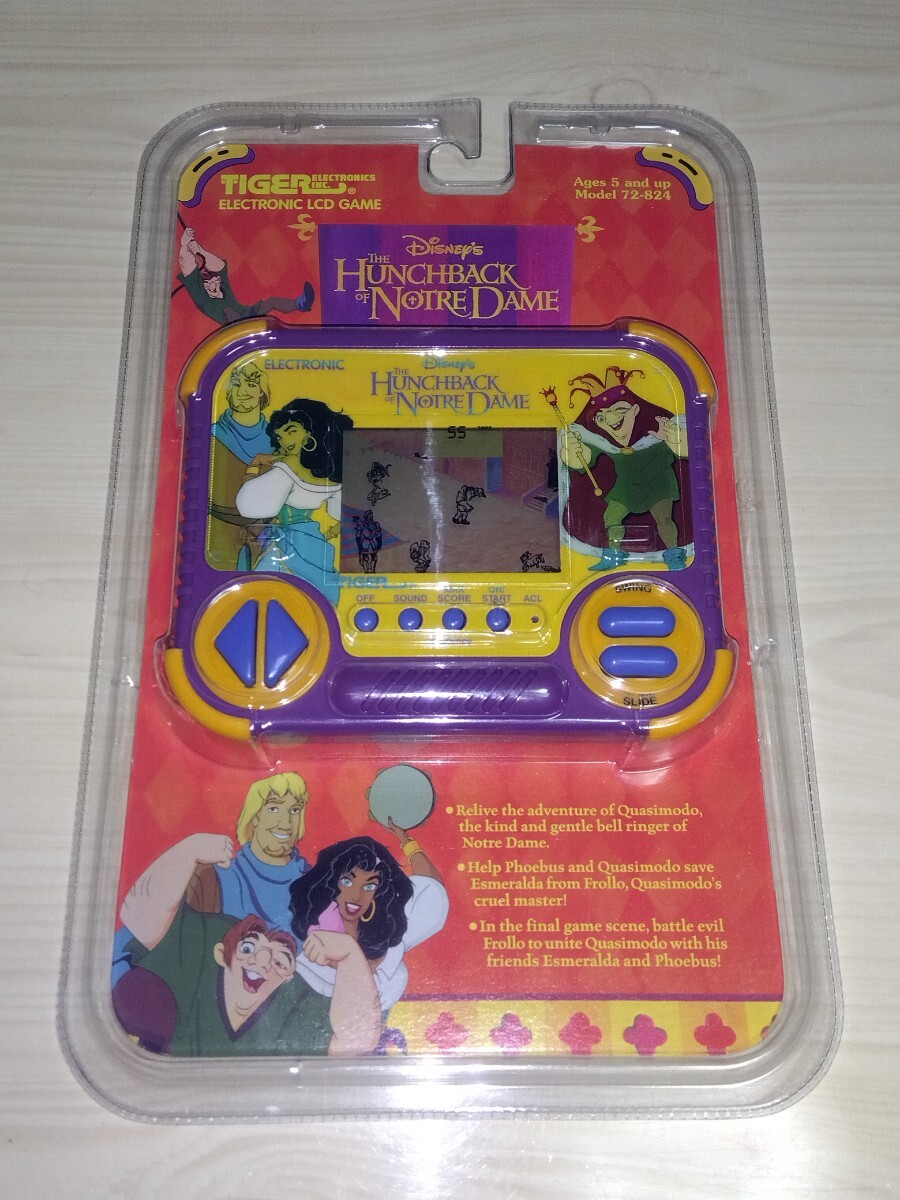 TIGER ELECTRONICS INC.®
ELECTRONIC LCD GAME
Ages 5 and up
Model 72-824
Disney's
THE
HUNCHBACK
OF NOTRE DAME
ELECTRONIC
Disney's
THE
HUNCHBACK
OF NOTRE DAME
55
TIGER
OFF SOUND SCORE START ACL
ON/
SWING
SLIDE
•Relive the adventure of Quasimodo,
the kind and gentle bell ringer of
Notre Dame.
•Help Phoebus and Quasimodo save
Esmeralda from Frollo, Quasimodo's
cruel master!
•In the final game scene, battle evil
Frollo to unite Quasimodo with his
friends Esmeralda and Phoebus!